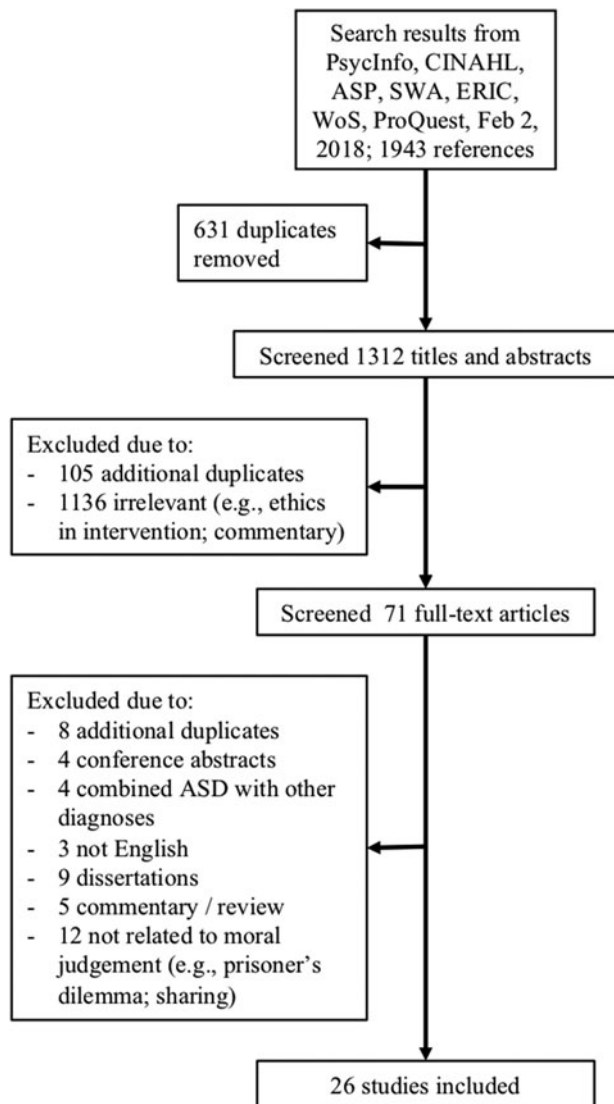 Search results from
PsycInfo, CINAHL,
ASP, SWA, ERIC,
WoS, ProQuest, Feb 2,
2018; 1943 references
631 duplicates
removed
Screened 1312 titles and abstracts
Excluded due to:
- 105 additional duplicates
- 1136 irrelevant (e.g., ethics
in intervention; commentary)
Screened 71 full-text articles
Excluded due to:
- 8 additional duplicates
- 4 conference abstracts
- 4 combined ASD with other
diagnoses
- 3 not English
- 9 dissertations
- 5 commentary / review
- 12 not related to moral
judgement (e.g., prisoner's
dilemma; sharing)
26 studies included